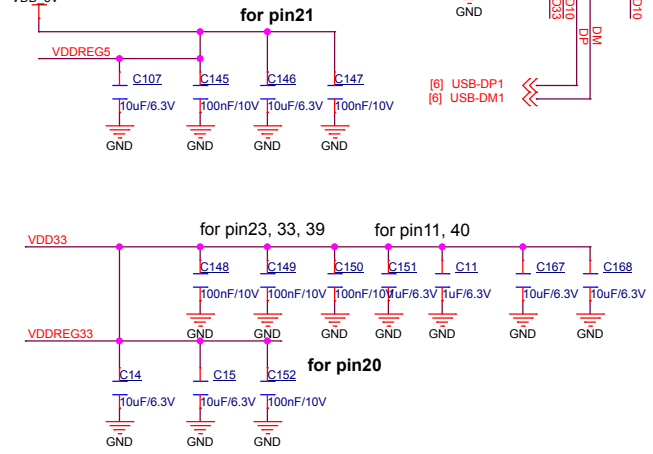 for pin21
GND
D33
D10
D10
DP
DM
VDDREG5
C107
C145
C146
C147
10uF/6.3V
100nF/10V
10uF/6.3V
100nF/10V
[6] USB-DP1
[6] USB-DM1
GND
GND
GND
GND
for pin23, 33, 39
for pin11, 40
VDD33
C148
C149
C150
C151
C11
C167
C168
100nF/10V
100nF/10V
100nF/10V
1uF/6.3V
1uF/6.3V
10uF/6.3V
10uF/6.3V
GND
GND
GND
GND
GND
GND
GND
VDDREG33
for pin20
C14
C15
C152
10uF/6.3V
10uF/6.3V
100nF/10V
GND
GND
GND